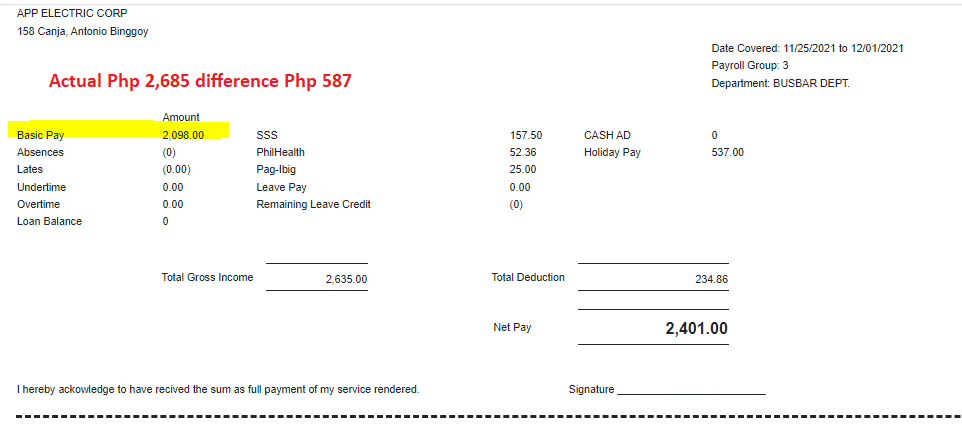 APP ELECTRIC CORP
158 Canja, Antonio Binggoy
Date Covered: 11/25/2021 to 12/01/2021
Payroll Group: 3
Department: BUSBAR DEPT.
Actual Php 2,685 difference Php 587
Amount
Basic Pay 2,098.00 SSS 157.50 CASH AD 0
Absences (0) PhilHealth 52.36 Holiday Pay 537.00
Lates (0.00) Pag-Ibig 25.00
Undertime 0.00 Leave Pay 0.00
Overtime 0.00 Remaining Leave Credit (0)
Loan Balance 0
Total Gross Income 2,635.00 Total Deduction 234.86
Net Pay 2,401.00
I hereby ackowledge to have recived the sum as full payment of my service rendered. Signature